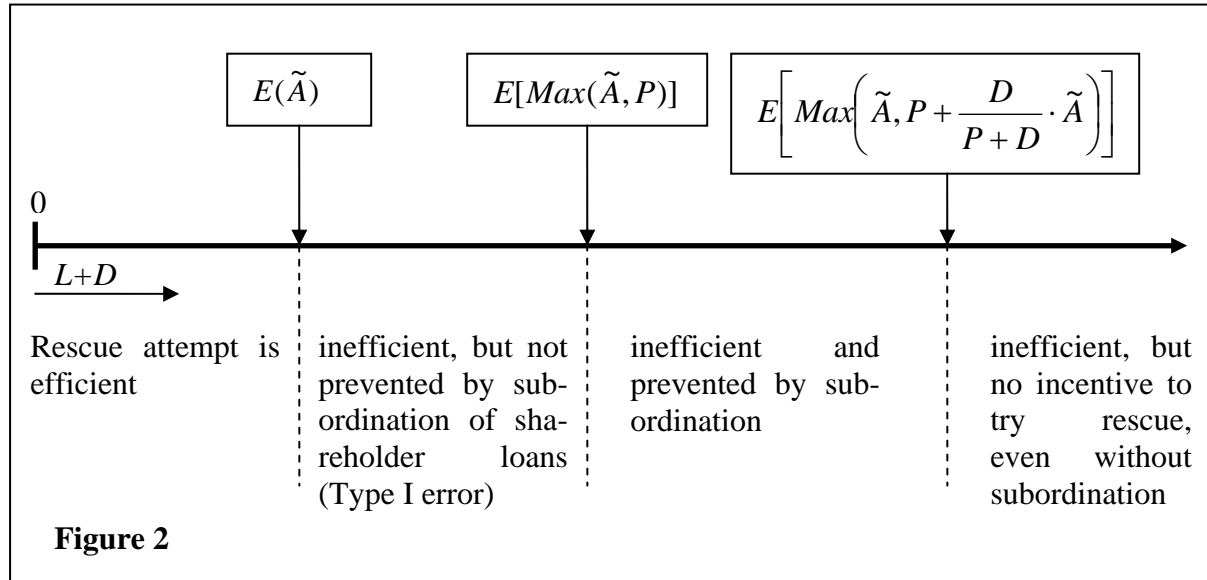 E(Ã)
E[Max(Ã, P)]
E[Max(Ã, P + D/(P + D) · Ã)]
0
L+D
Rescue attempt is
efficient
inefficient, but not
prevented by sub-
ordination of sha-
reholder loans
(Type I error)
inefficient and
prevented by sub-
ordination
inefficient, but
no incentive to
try rescue,
even without
subordination
Figure 2